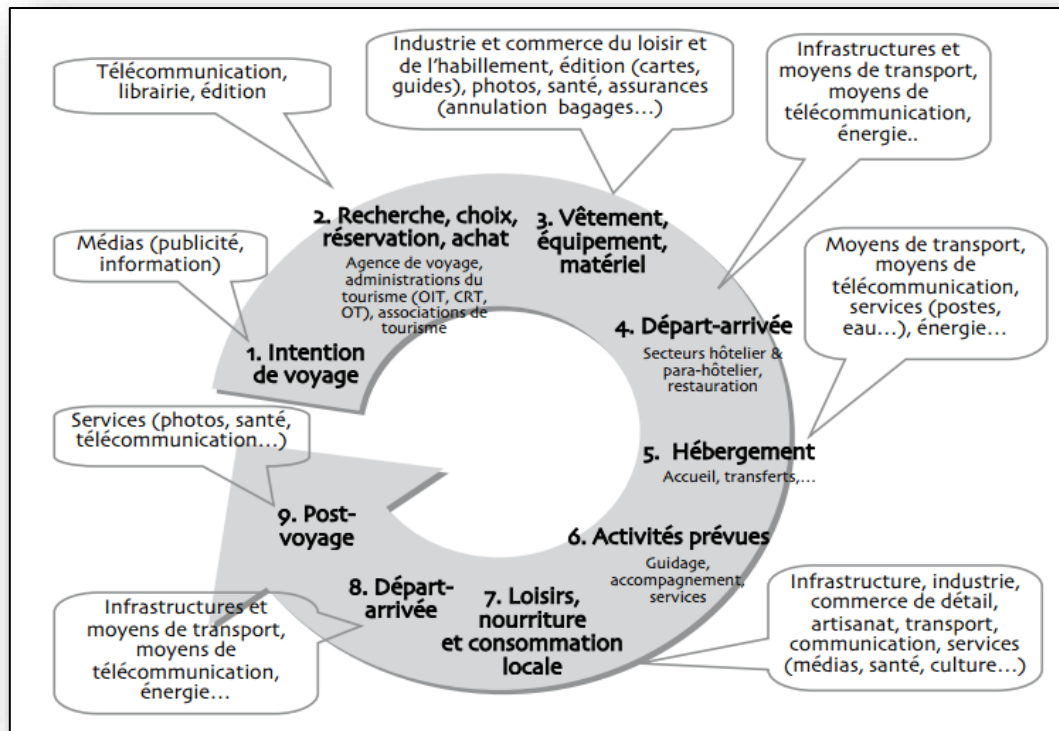 Télécommunication,
librairie, édition
Industrie et commerce du loisir et
de l'habillement, édition (cartes,
guides), photos, santé, assurances
(annulation bagages…)
Infrastructures et
moyens de transport,
moyens de
télécommunication,
énergie..
Médias (publicité,
information)
2. Recherche, choix,
réservation, achat
Agence de voyage,
administrations du
tourisme (OIT, CRT,
OT), associations de
tourisme
3. Vêtement,
équipement,
matériel
Moyens de transport,
moyens de
télécommunication,
services (postes,
eau…), énergie…
1. Intention
de voyage
4. Départ-arrivée
Secteurs hôtelier &
para-hôtelier,
restauration
Services (photos, santé,
télécommunication…)
5. Hébergement
Accueil, transferts,…
9. Post-
voyage
6. Activités prévues
Guidage,
accompagnement,
services
8. Départ-
arrivée
7. Loisirs,
nourriture
et consommation
locale
Infrastructures et
moyens de transport,
moyens de
télécommunication,
énergie…
Infrastructure, industrie,
commerce de détail,
artisanat, transport,
communication, services
(médias, santé, culture…)